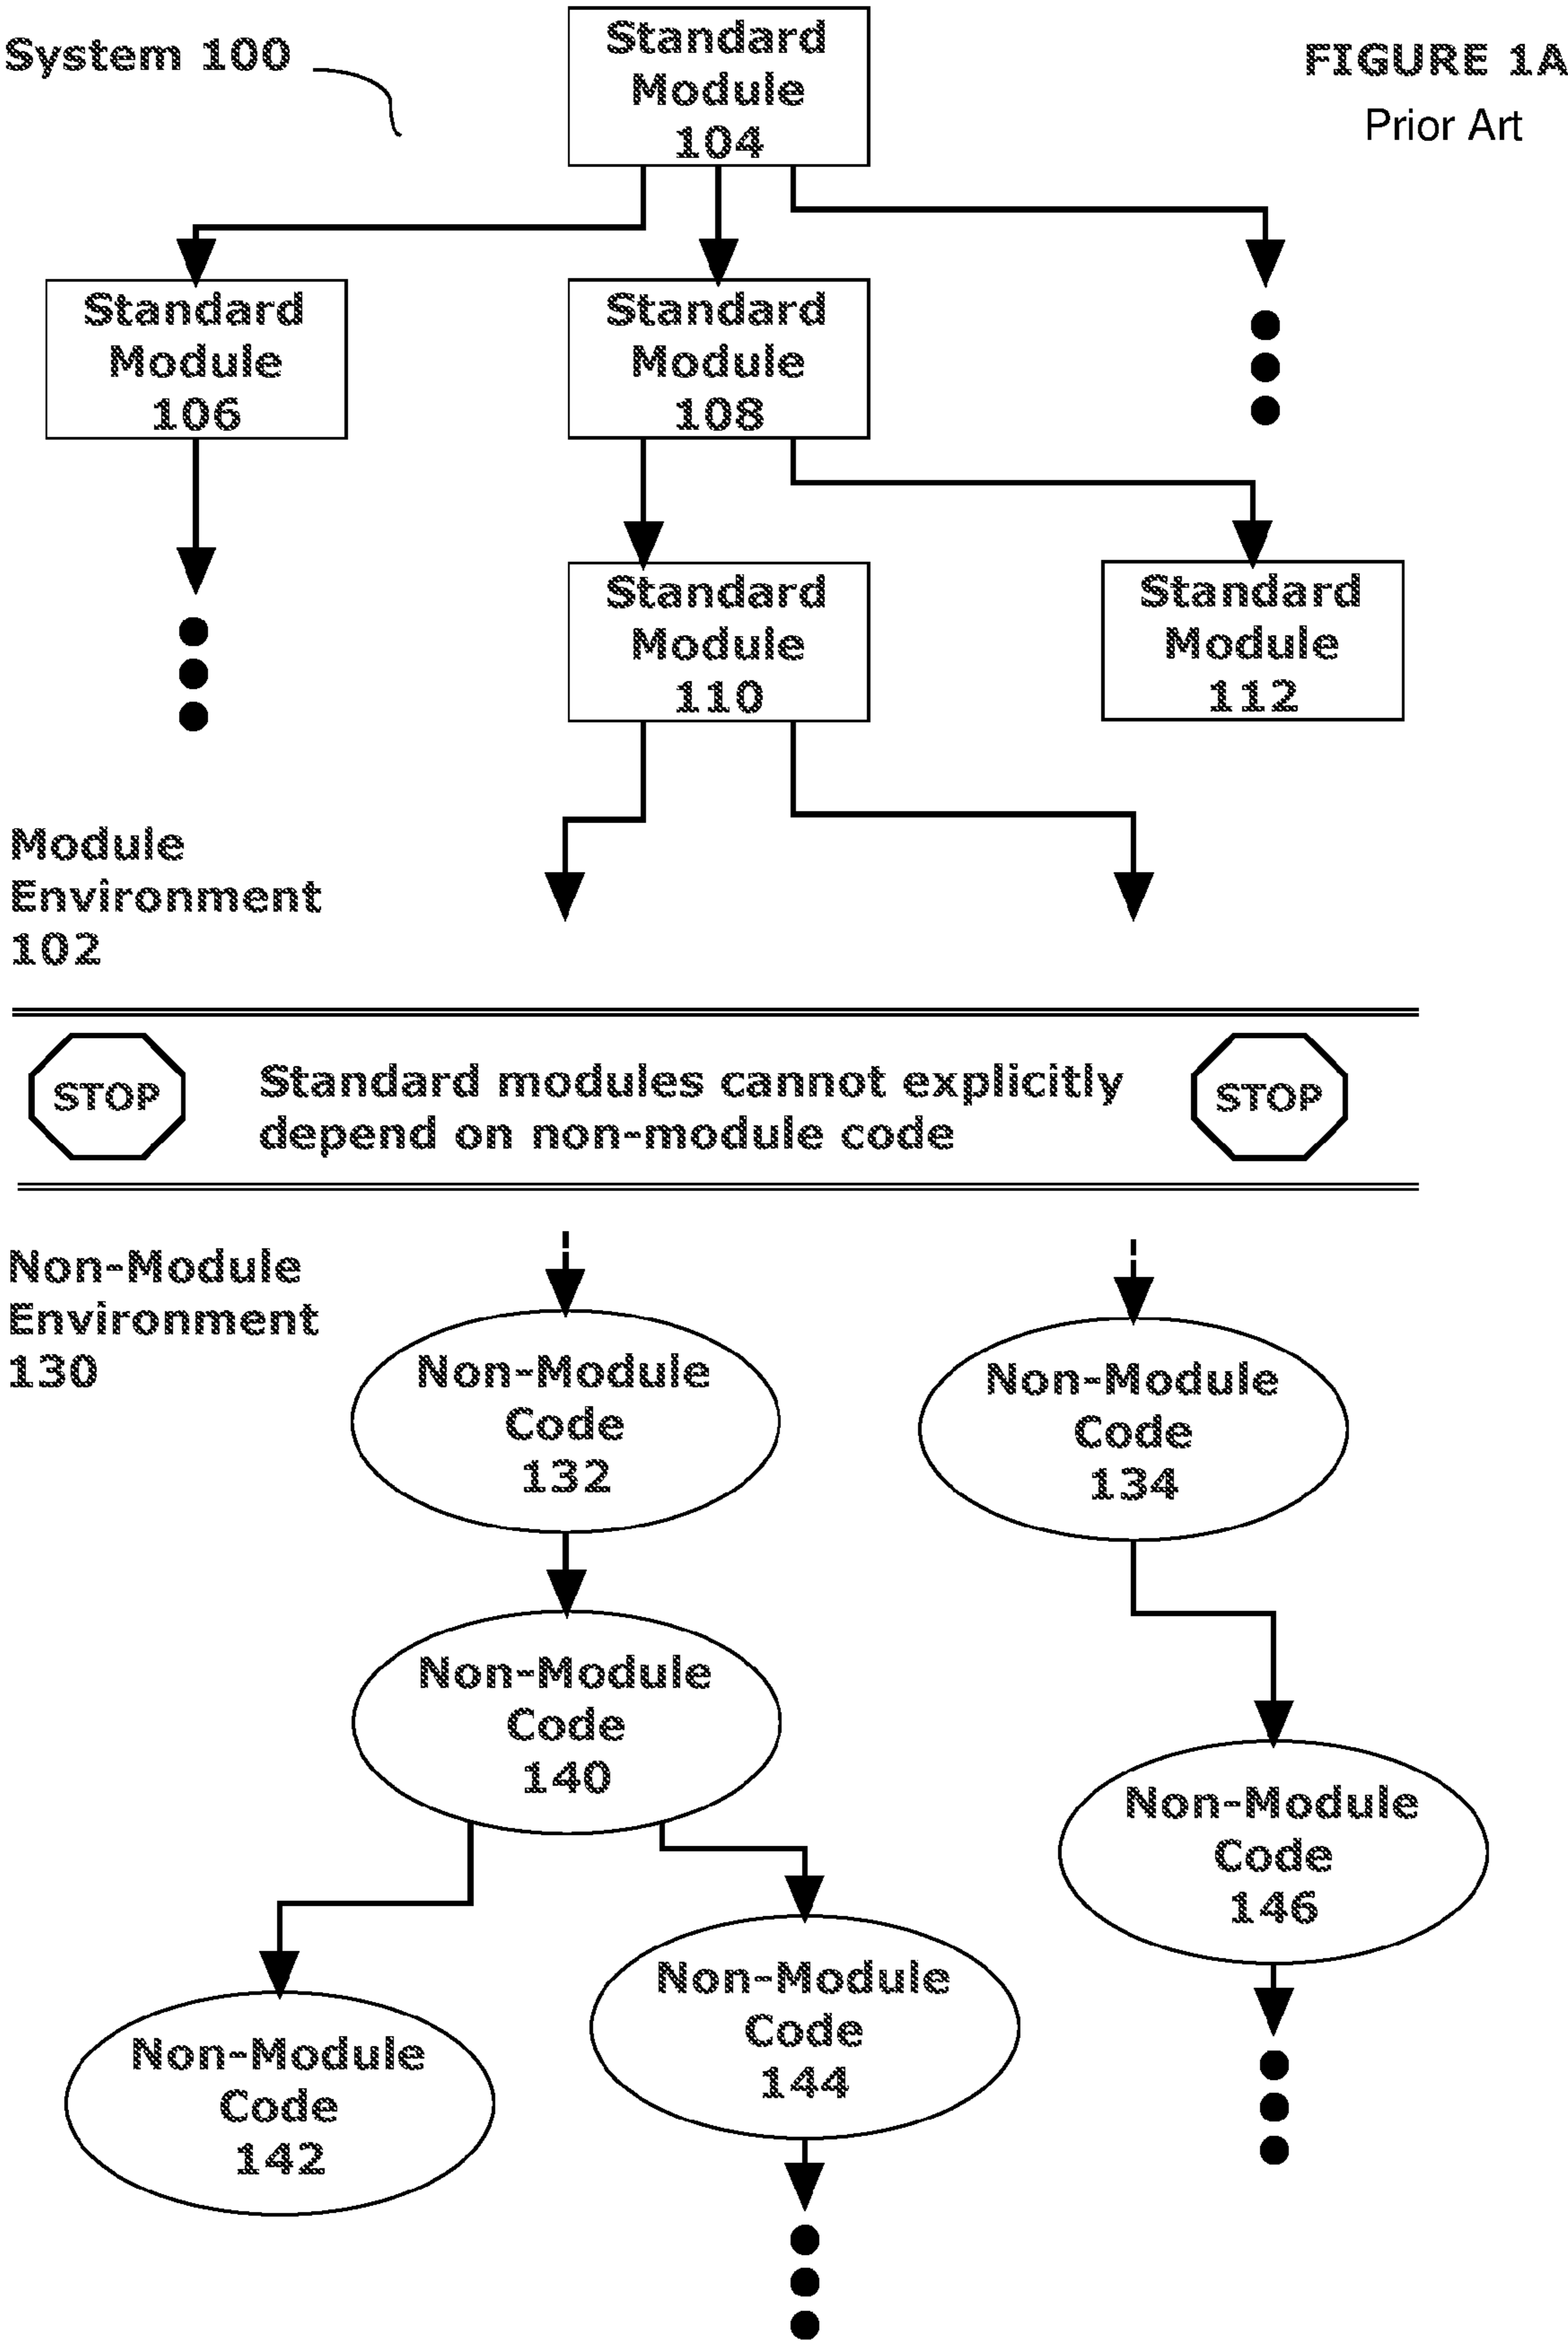 System 100
Standard
Module
104
FIGURE 1A
Prior Art
Standard
Module
106
Standard
Module
108
Standard
Module
110
Standard
Module
112
Module
Environment
102
STOP
Standard modules cannot explicitly
depend on non-module code
STOP
Non-Module
Environment
130
Non-Module
Code
132
Non-Module
Code
134
Non-Module
Code
140
Non-Module
Code
146
Non-Module
Code
144
Non-Module
Code
142